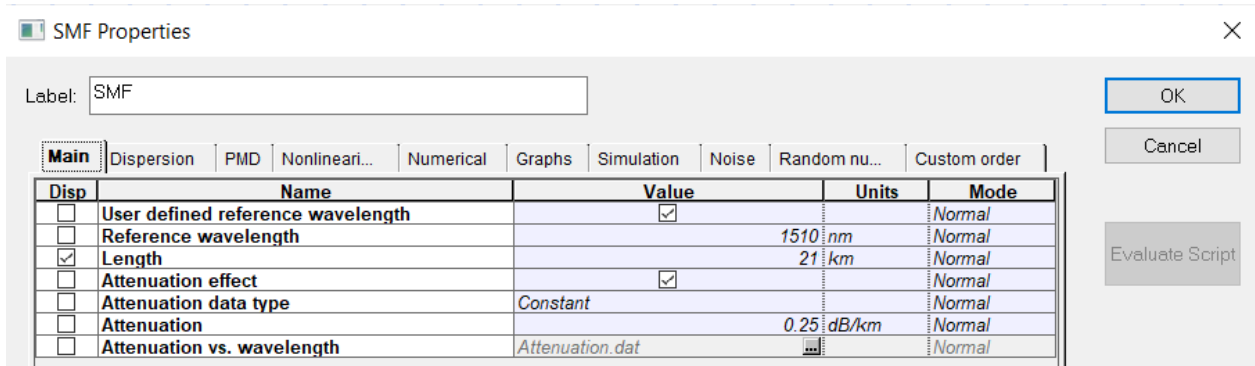 SMF Properties
Label: SMF
OK
Cancel
Main Dispersion PMD Nonlineari... Numerical Graphs Simulation Noise Random nu... Custom order
Disp Name Value Units Mode
User defined reference wavelength Normal
Reference wavelength 1510 nm Normal
Length 21 km Normal
Attenuation effect Normal
Attenuation data type Constant Normal
Attenuation 0.25 dB/km Normal
Attenuation vs. wavelength Attenuation.dat ... Normal
Evaluate Script